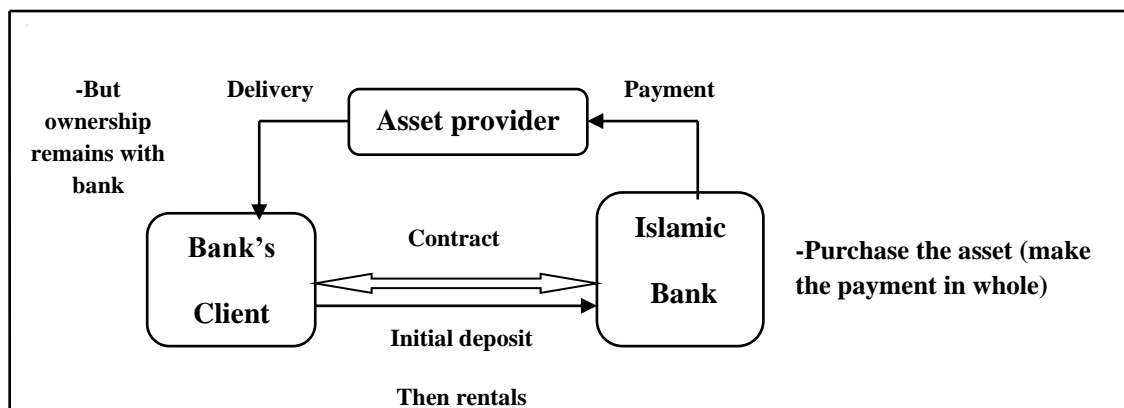 -But
ownership
remains with
bank
Delivery
Asset provider
Payment
Bank’s
Client
Contract
Initial deposit
Then rentals
Islamic
Bank
-Purchase the asset (make
the payment in whole)